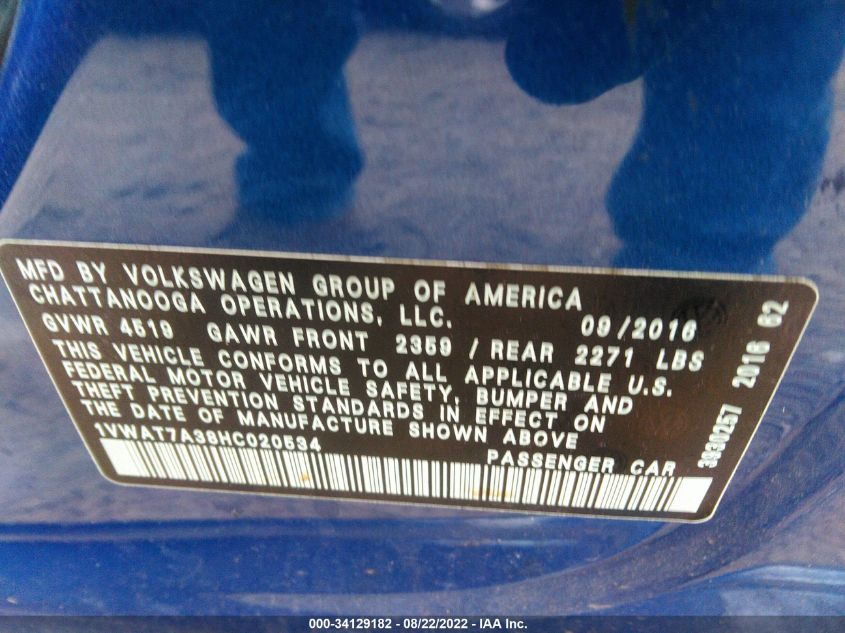 MFD BY VOLKSWAGEN GROUP OF AMERICA
CHATTANOOGA OPERATIONS, LLC.
09/2016
GVWR 4519 GAWR FRONT 2359 / REAR 2271 LBS
THIS VEHICLE CONFORMS TO ALL APPLICABLE U.S.
FEDERAL MOTOR VEHICLE SAFETY, BUMPER AND
THEFT PREVENTION STANDARDS IN EFFECT ON
THE DATE OF MANUFACTURE SHOWN ABOVE
1VWAT7A38HC020534
PASSENGER CAR
3930257 2016 62
000-34129182 - 08/22/2022 - IAA Inc.